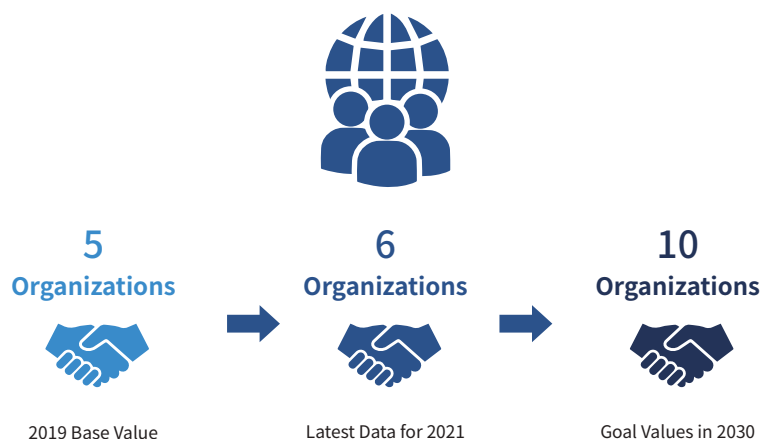 5
Organizations
2019 Base Value
6
Organizations
Latest Data for 2021
10
Organizations
Goal Values in 2030